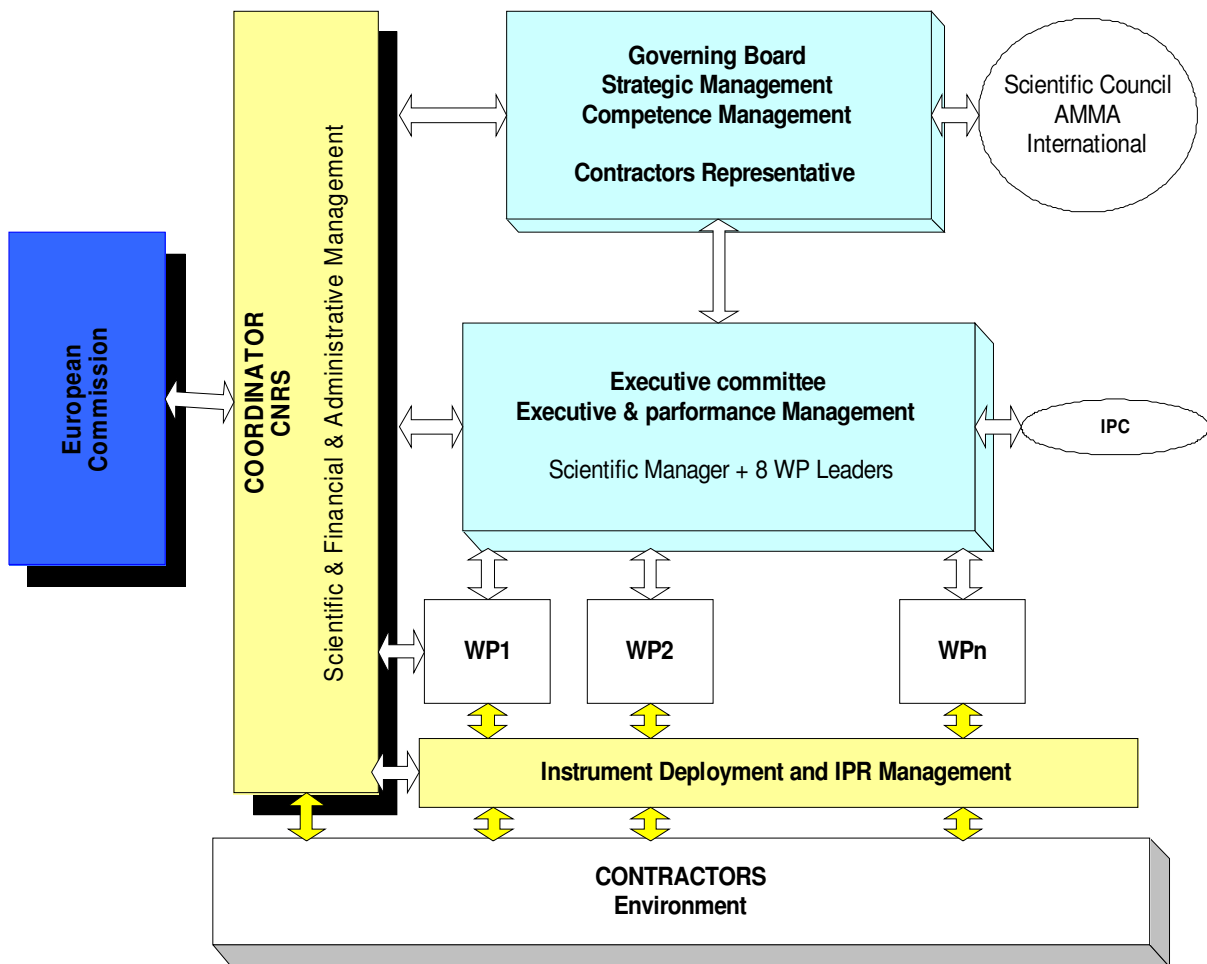 European
Commission
COORDINATOR
CNRS
Scientific & Financial & Administrative Management
Governing Board
Strategic Management
Competence Management
Contractors Representative
Scientific Council
AMMA
International
Executive committee
Executive & parformance Management
Scientific Manager + 8 WP Leaders
IPC
WP1
WP2
WPn
Instrument Deployment and IPR Management
CONTRACTORS
Environment